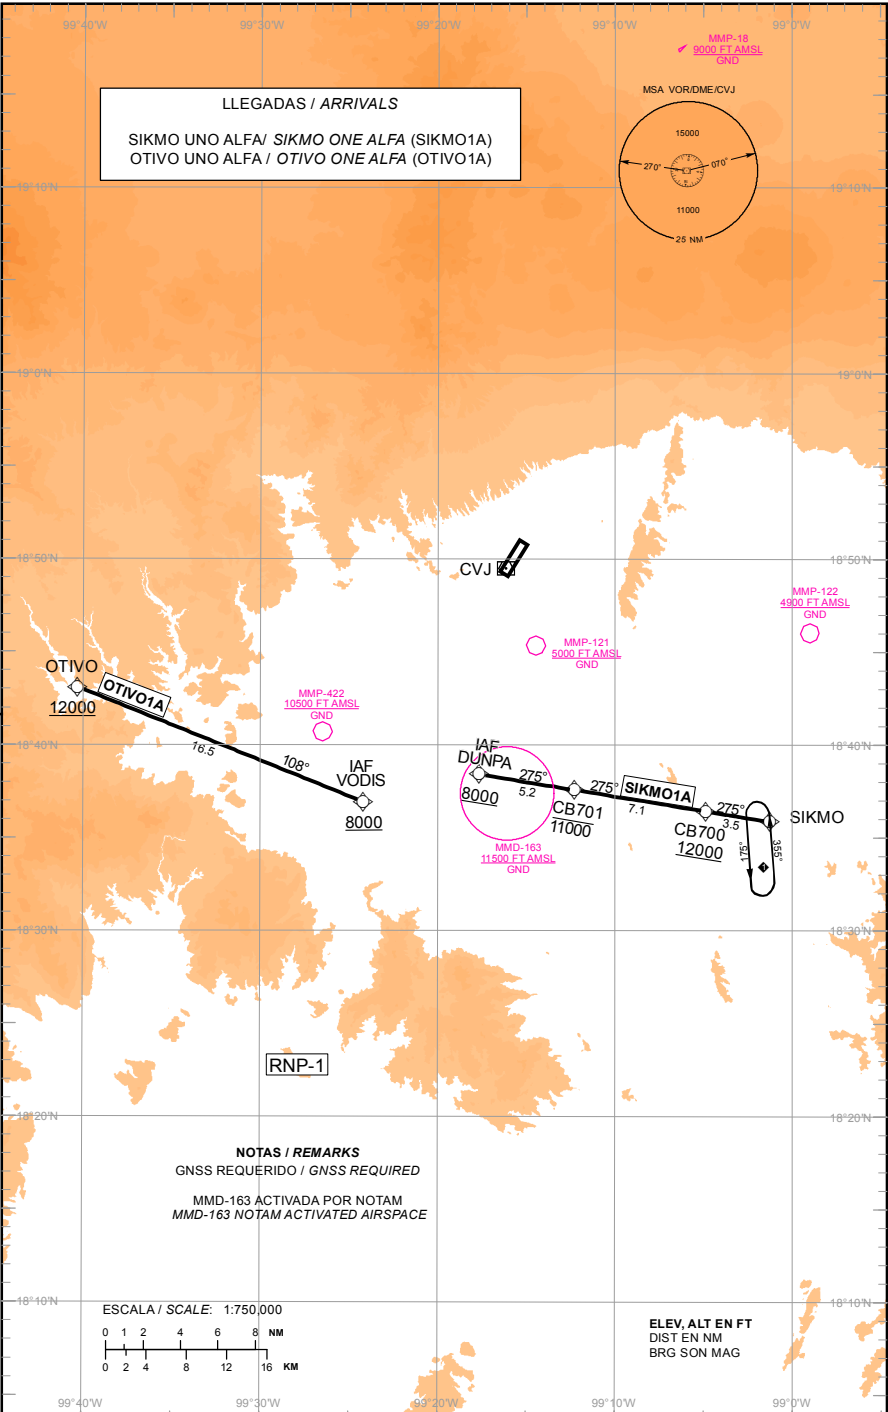 99°40'W
99°30'W
99°20'W
99°10'W
99°0'W
MMP-18
9000 FT AMSL
GND
MSA VOR/DME/CVJ
15000
270°
070°
11000
25 NM
LLEGADAS / ARRIVALS
SIKMO UNO ALFA/ SIKMO ONE ALFA (SIKMO1A)
OTIVO UNO ALFA / OTIVO ONE ALFA (OTIVO1A)
19°10'N
19°10'N
19°0'N
19°0'N
18°50'N
18°50'N
CVJ
MMP-122
4900 FT AMSL
GND
MMP-121
5000 FT AMSL
GND
OTIVO
12000
OTIVO1A
16.5
108°
MMP-422
10500 FT AMSL
GND
18°40'N
18°40'N
IAF
VODIS
8000
IAF
DUNPA
8000
275°
5.2
CB701
11000
275°
SIKMO1A
7.1
275°
3.5
CB700
12000
SIKMO
175°
355°
1
MMD-163
11500 FT AMSL
GND
18°30'N
18°30'N
RNP-1
18°20'N
18°20'N
NOTAS / REMARKS
GNSS REQUERIDO / GNSS REQUIRED
MMD-163 ACTIVADA POR NOTAM
MMD-163 NOTAM ACTIVATED AIRSPACE
18°10'N
18°10'N
ESCALA / SCALE: 1:750,000
0 1 2 4 6 8 NM
0 2 4 8 12 16 KM
ELEV, ALT EN FT
DIST EN NM
BRG SON MAG
99°40'W
99°30'W
99°20'W
99°10'W
99°0'W